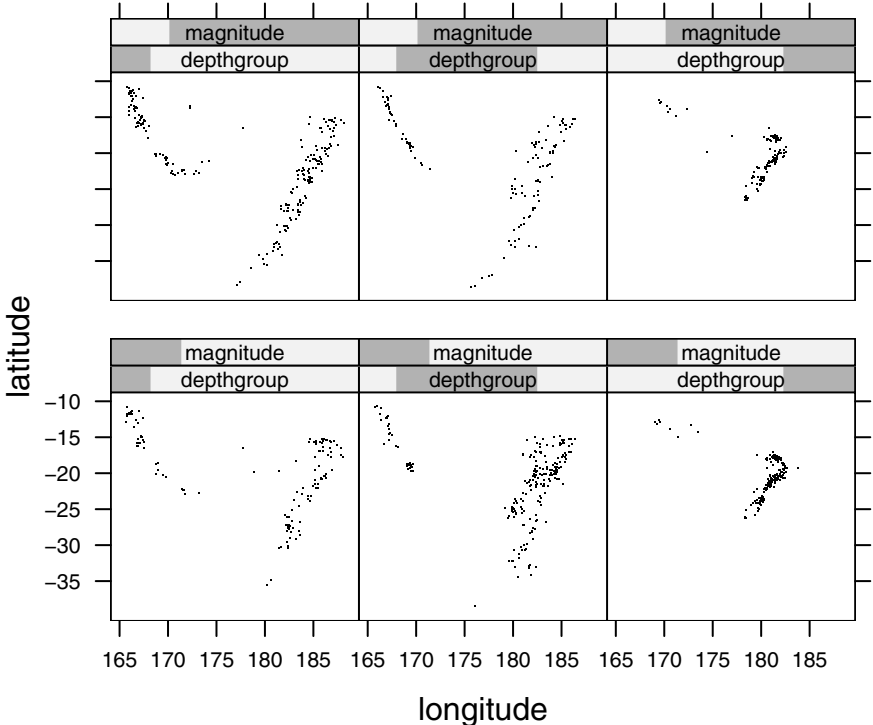 magnitude magnitude magnitude
depthgroup depthgroup depthgroup
latitude
magnitude magnitude magnitude
depthgroup depthgroup depthgroup
−10
−15
−20
−25
−30
−35
165 170 175 180 185 165 170 175 180 185 165 170 175 180 185
longitude